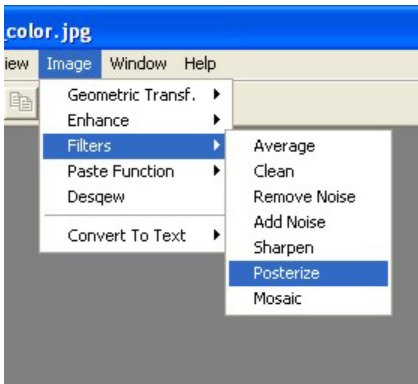 _color.jpg
iew Image Window Help
Geometric Transf.
Enhance
Filters
Paste Function
Desqew
Convert To Text
Average
Clean
Remove Noise
Add Noise
Sharpen
Posterize
Mosaic